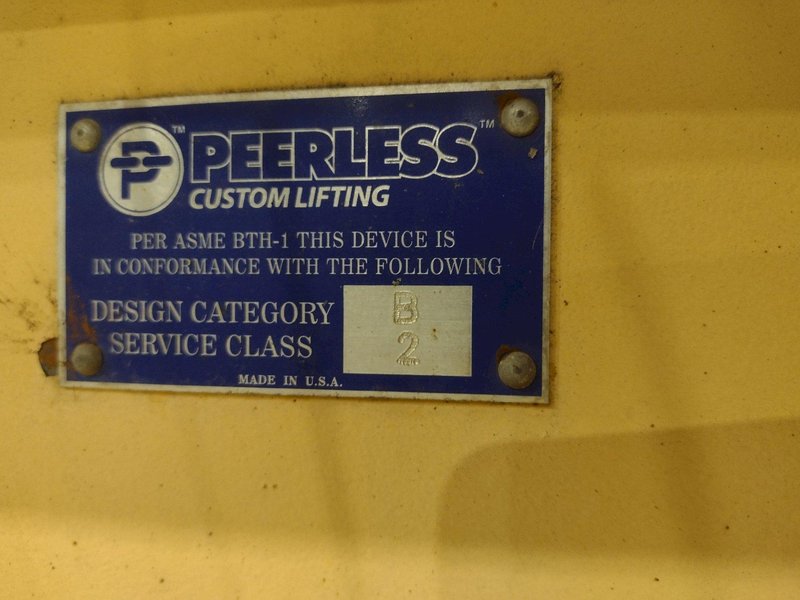 PEERLESS
CUSTOM LIFTING
PER ASME BTH-1 THIS DEVICE IS
IN CONFORMANCE WITH THE FOLLOWING
DESIGN CATEGORY B
SERVICE CLASS 2
MADE IN U.S.A.